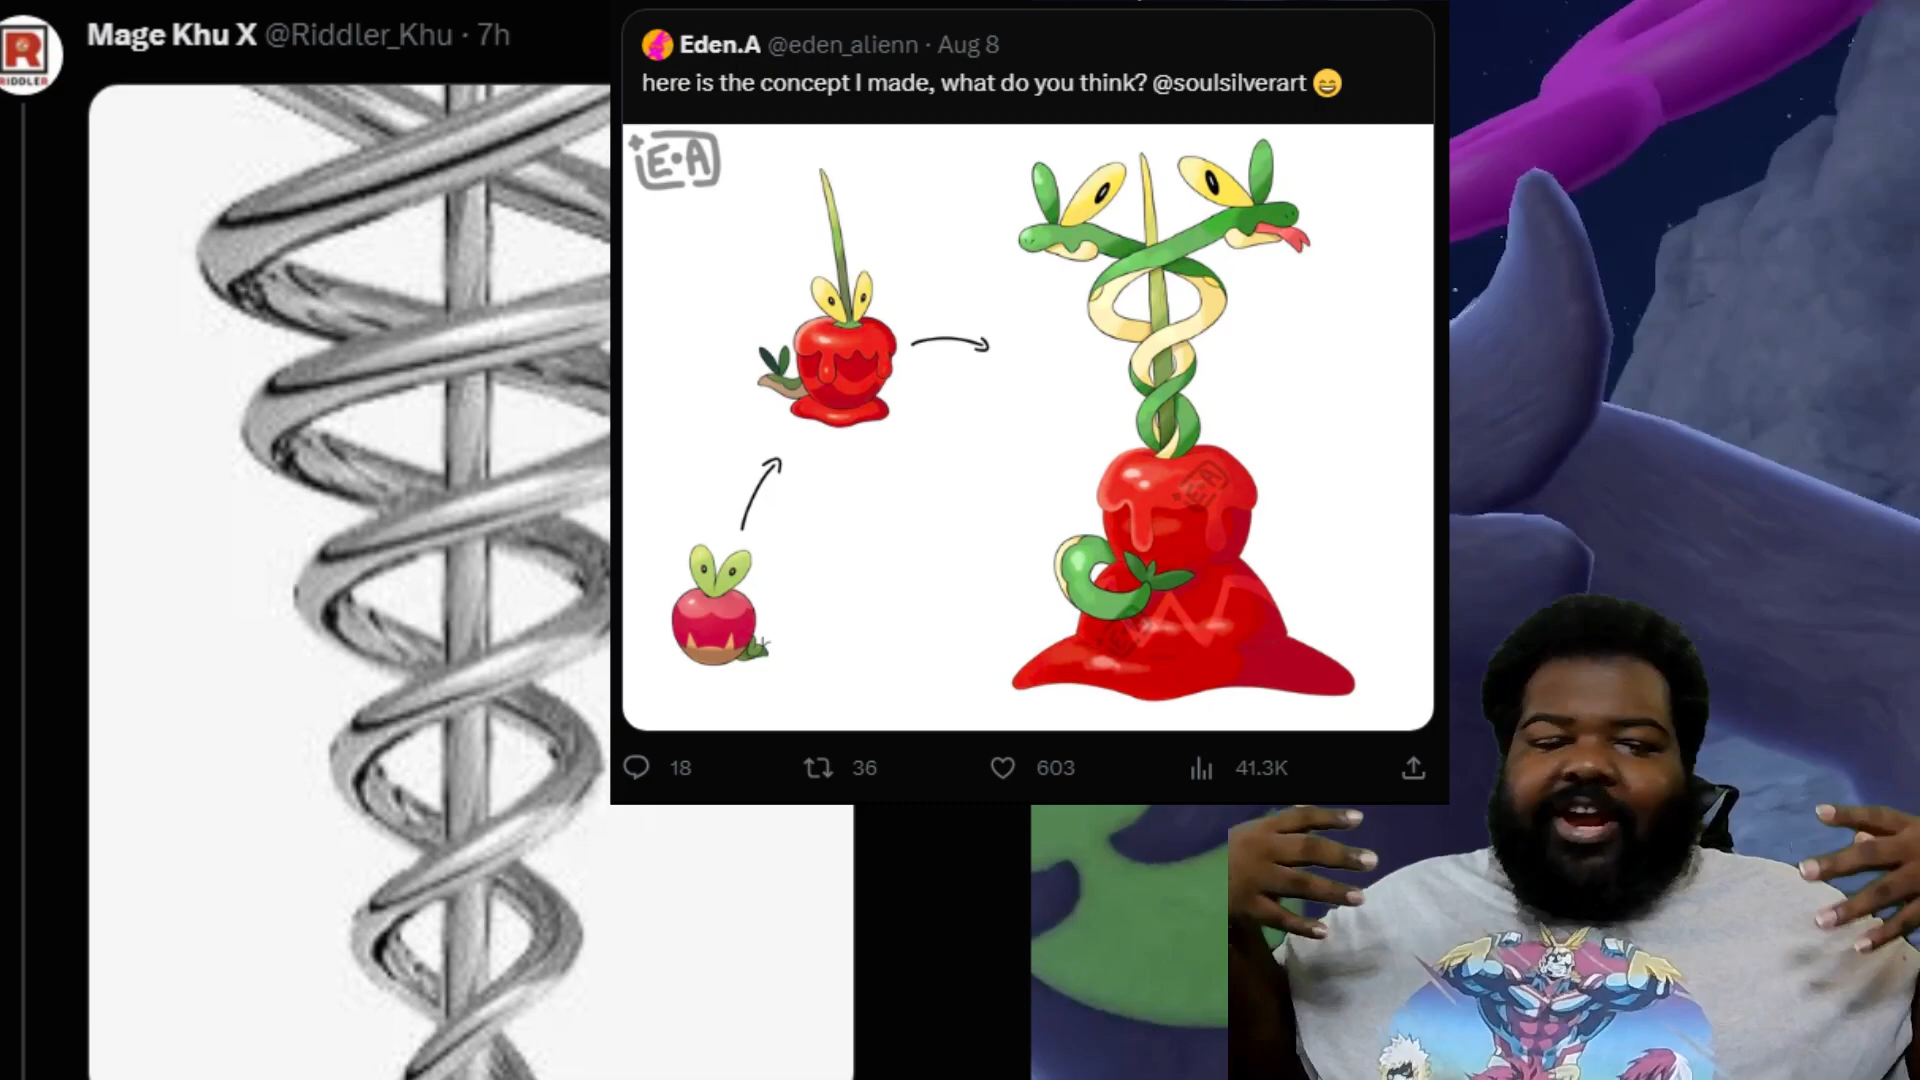 Mage Khu X @Riddler_Khu · 7h
R
RIDDLER
Eden.A @eden_alienn · Aug 8
here is the concept I made, what do you think? @soulsilverart 😄
E•A
18 36 603 41.3K